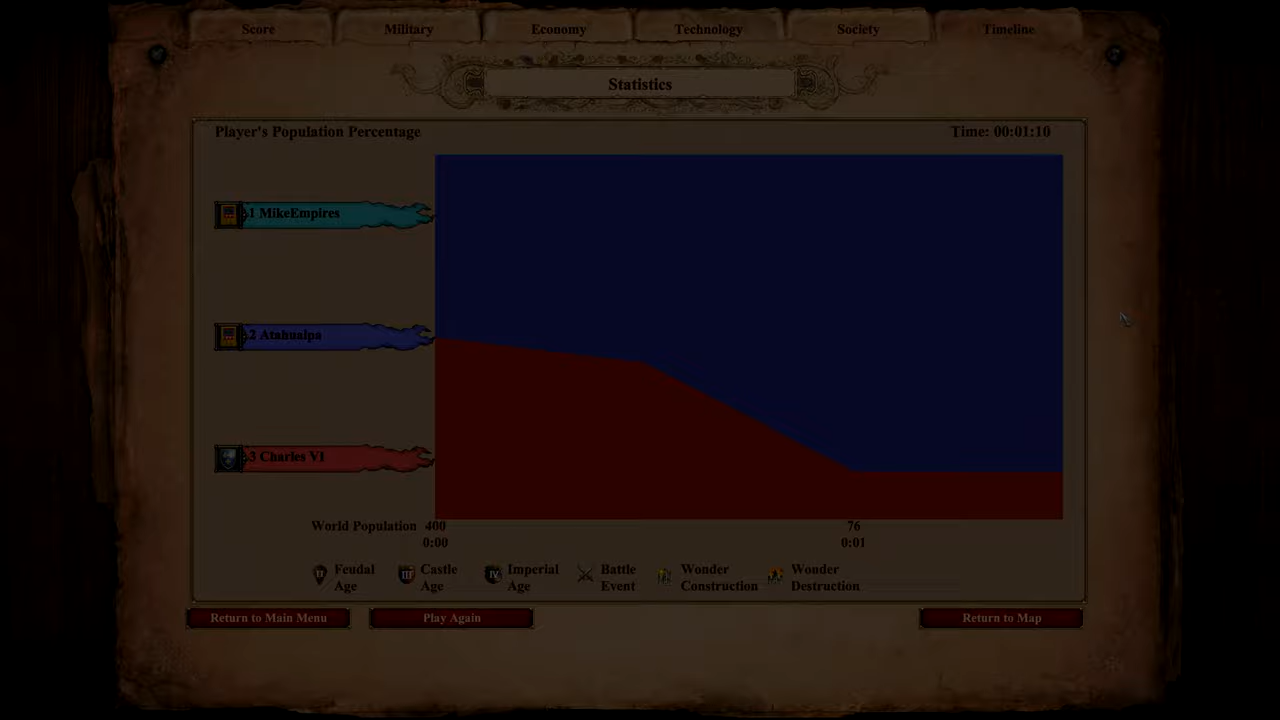 Score
Military
Economy
Technology
Society
Timeline
Statistics
Player's Population Percentage
Time: 00:01:10
1 MikeEmpires
2 Atahualpa
3 Charles VI
World Population 400 76
0:00 0:01
Feudal Age
Castle Age
Imperial Age
Battle Event
Wonder Construction
Wonder Destruction
Return to Main Menu
Play Again
Return to Map